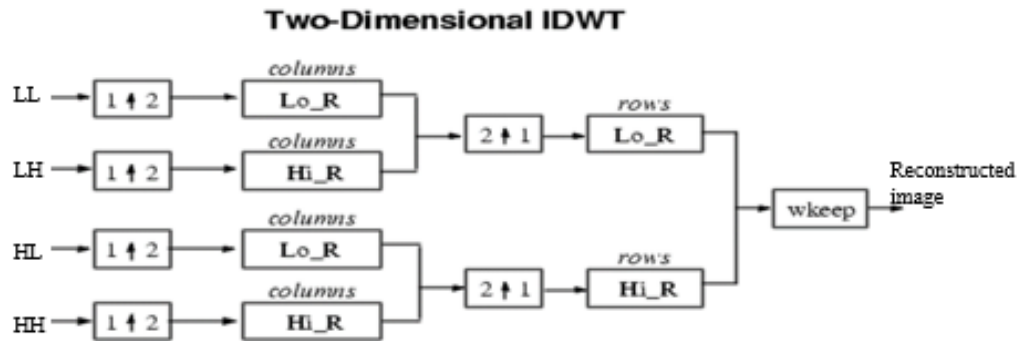 Two-Dimensional IDWT
columns
LL 1 ↑ 2 Lo_R
rows
2 ↑ 1 Lo_R
columns
LH 1 ↑ 2 Hi_R
Reconstructed
image
wkeep
columns
HL 1 ↑ 2 Lo_R
rows
2 ↑ 1 Hi_R
columns
HH 1 ↑ 2 Hi_R